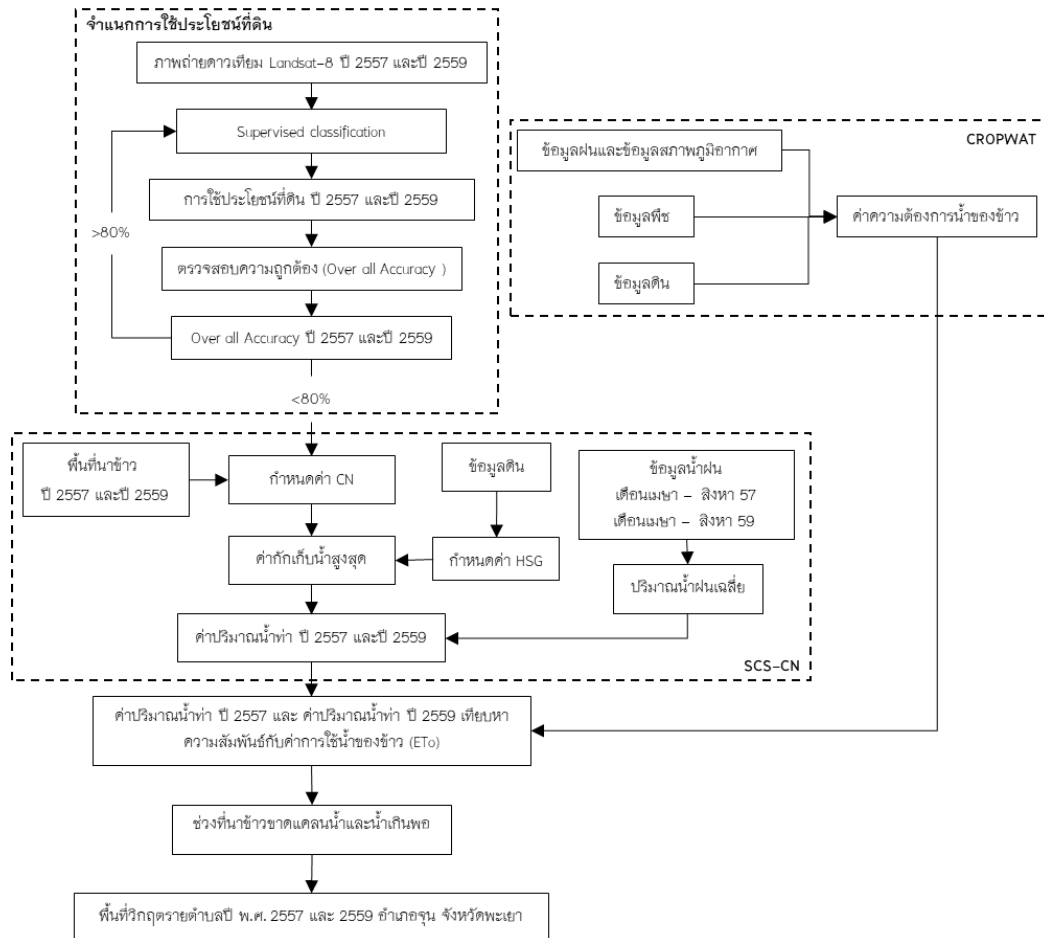 จำแนกการใช้ประโยชน์ที่ดิน
ภาพถ่ายดาวเทียม Landsat-8 ปี 2557 และปี 2559
Supervised classification
การใช้ประโยชน์ที่ดิน ปี 2557 และปี 2559
>80%
ตรวจสอบความถูกต้อง (Over all Accuracy )
Over all Accuracy ปี 2557 และปี 2559
<80%
CROPWAT
ข้อมูลฝนและข้อมูลสภาพภูมิอากาศ
ข้อมูลพืช
ค่าความต้องการน้ำของข้าว
ข้อมูลดิน
พื้นที่นาข้าว
ปี 2557 และปี 2559
กำหนดค่า CN
ข้อมูลดิน
ข้อมูลน้ำฝน
เดือนเมษา - สิงหา 57
เดือนเมษา - สิงหา 59
ค่ากักเก็บน้ำสูงสุด
กำหนดค่า HSG
ปริมาณน้ำฝนเฉลี่ย
ค่าปริมาณน้ำท่า ปี 2557 และปี 2559
SCS-CN
ค่าปริมาณน้ำท่า ปี 2557 และ ค่าปริมาณน้ำท่า ปี 2559 เทียบหา
ความสัมพันธ์กับค่าการใช้น้ำของข้าว (ETo)
ช่วงที่นาข้าวขาดแคลนน้ำและน้ำเกินพอ
พื้นที่วิกฤตรายตำบลปี พ.ศ. 2557 และ 2559 อำเภอจุน จังหวัดพะเยา